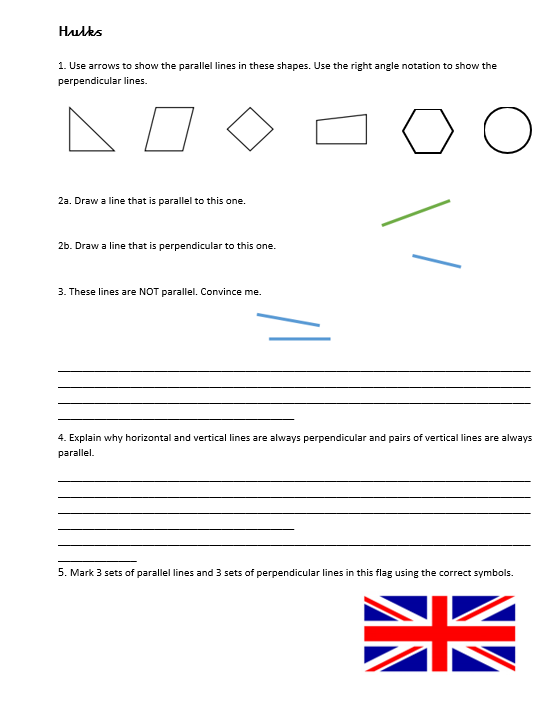 Hulks
1. Use arrows to show the parallel lines in these shapes. Use the right angle notation to show the
perpendicular lines.
2a. Draw a line that is parallel to this one.
2b. Draw a line that is perpendicular to this one.
3. These lines are NOT parallel. Convince me.
4. Explain why horizontal and vertical lines are always perpendicular and pairs of vertical lines are always
parallel.
5. Mark 3 sets of parallel lines and 3 sets of perpendicular lines in this flag using the correct symbols.